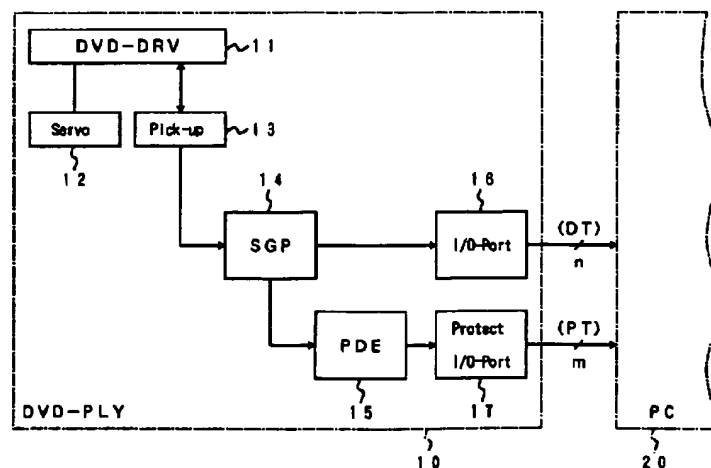 DVD-DRV
11
Servo
Pick-up
13
12
14
16
SGP
I/O-Port
(DT)
n
PDE
Protect
I/O-Port
(PT)
m
15
17
DVD-PLY
PC
10
20